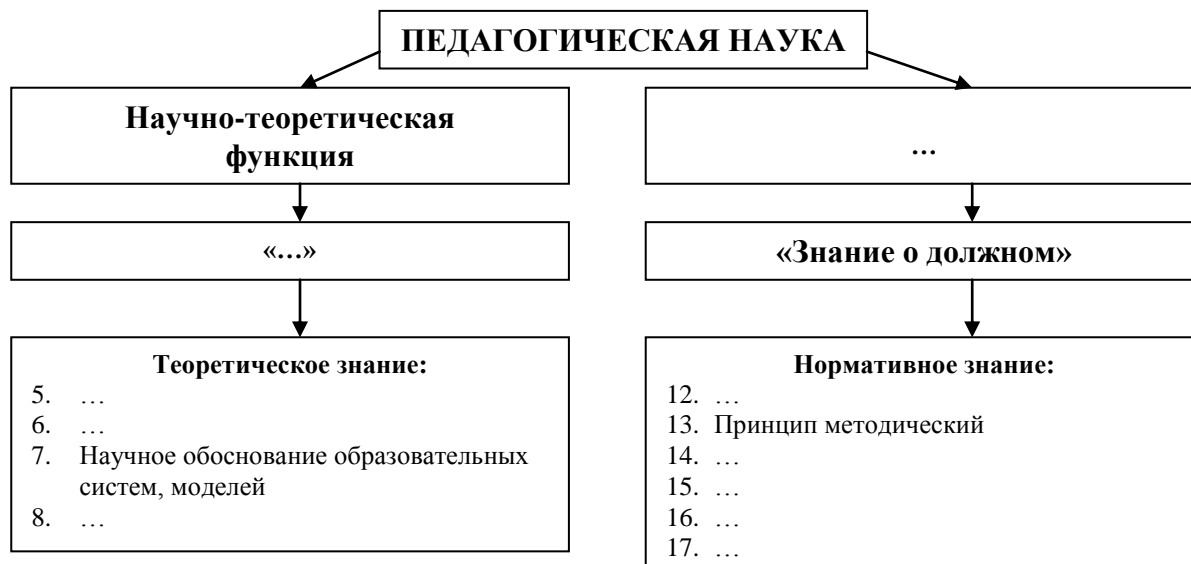 ПЕДАГОГИЧЕСКАЯ НАУКА
Научно-теоретическая
функция
…
«…»
«Знание о должном»
Теоретическое знание:
5. …
6. …
7. Научное обоснование образовательных
систем, моделей
8. …
Нормативное знание:
12. …
13. Принцип методический
14. …
15. …
16. …
17. …